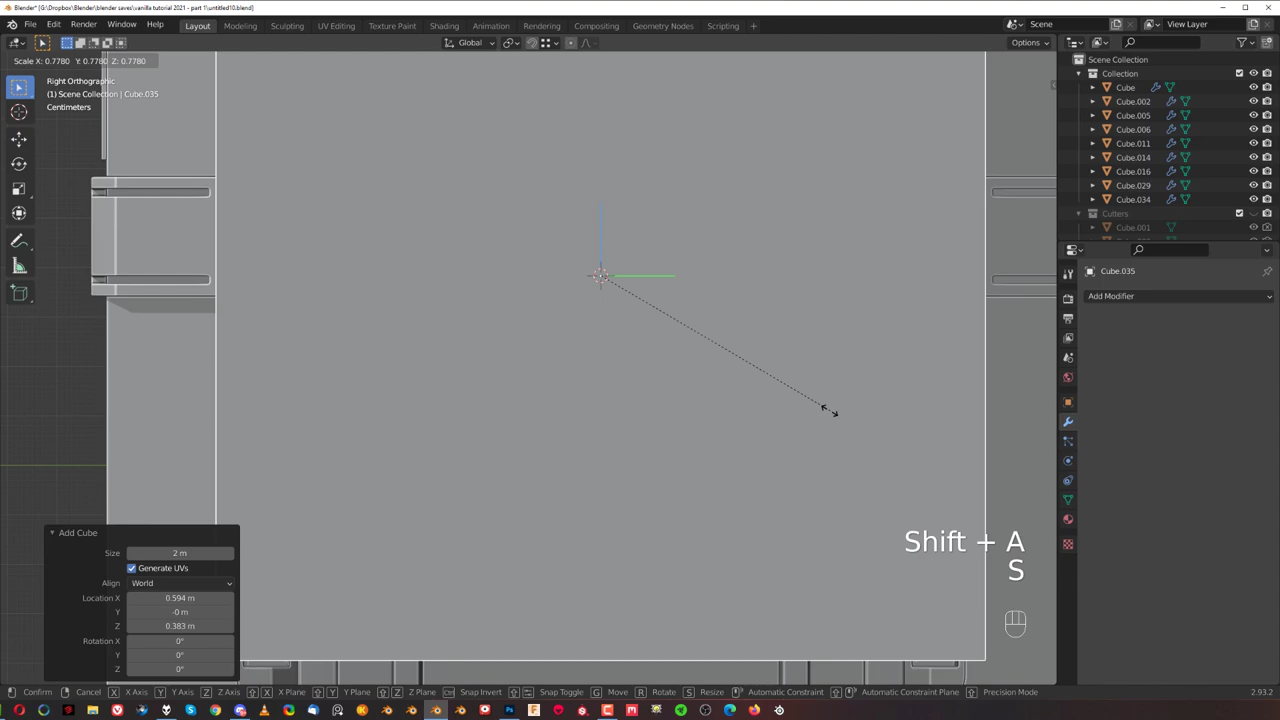 Blender* [G:\Dropbox\Blender\blender saves\vanilla tutorial 2021 - part 1\untitled10.blend]
File Edit Render Window Help Layout Modeling Sculpting UV Editing Texture Paint Shading Animation Rendering Compositing Geometry Nodes Scripting + Scene View Layer
Global Options
Scale X: 0.7780 Y: 0.7780 Z: 0.7780
Right Orthographic
(1) Scene Collection | Cube.035
Centimeters
Scene Collection
Collection
Cube
Cube.002
Cube.005
Cube.006
Cube.011
Cube.014
Cube.016
Cube.029
Cube.034
Cutters
Cube.001
Cube.035
Add Modifier
Shift + A
S
Add Cube
Size 2 m
Generate UVs
Align World
Location X 0.594 m
Y -0 m
Z 0.383 m
Rotation X 0°
Y 0°
Z 0°
Confirm Cancel X X Axis Y Y Axis Z Z Axis X X Plane Y Y Plane Z Z Plane Snap Invert Snap Toggle G Move R Rotate S Resize Automatic Constraint Automatic Constraint Plane Precision Mode 2.93.2